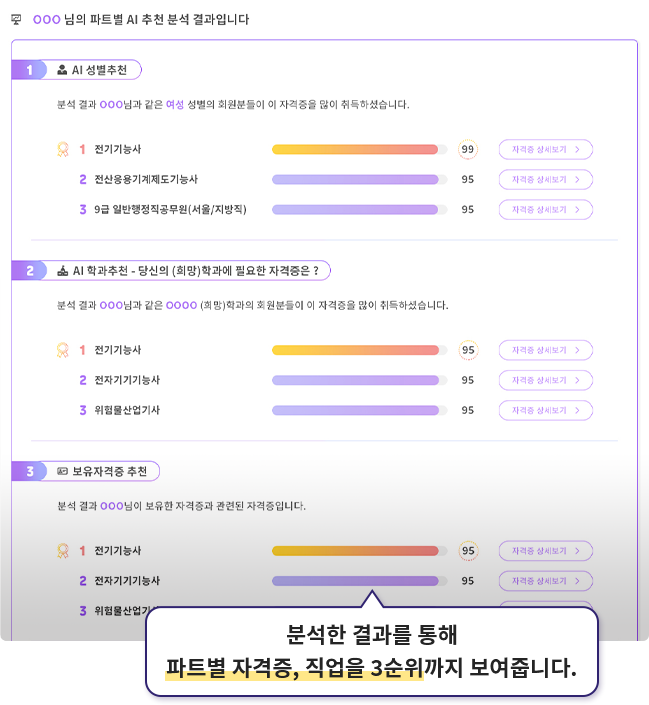 OOO 님의 파트별 AI 추천 분석 결과입니다
1 AI 성별추천
분석 결과 OOO님과 같은 여성 성별의 회원분들이 이 자격증을 많이 취득하셨습니다.
1 전기기능사 99 자격증 상세보기 >
2 전산응용기계제도기능사 95 자격증 상세보기 >
3 9급 일반행정직공무원(서울/지방직) 95 자격증 상세보기 >
2 AI 학과추천 - 당신의 (희망)학과에 필요한 자격증은 ?
분석 결과 OOO님과 같은 OOOO (희망)학과의 회원분들이 이 자격증을 많이 취득하셨습니다.
1 전기기능사 95 자격증 상세보기 >
2 전자기기기능사 95 자격증 상세보기 >
3 위험물산업기사 95 자격증 상세보기 >
3 보유자격증 추천
분석 결과 OOO님이 보유한 자격증과 관련된 자격증입니다.
1 전기기능사 95 자격증 상세보기 >
2 전자기기기능사 95 자격증 상세보기 >
3 위험물산업기
분석한 결과를 통해
파트별 자격증, 직업을 3순위까지 보여줍니다.